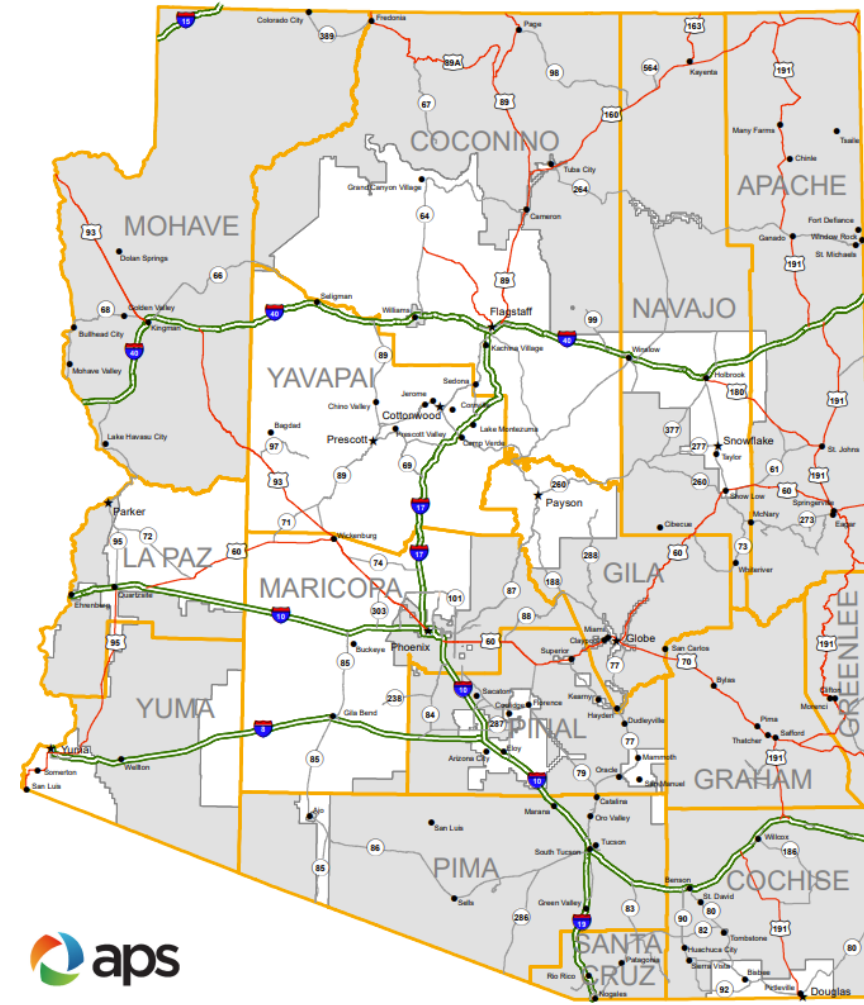 15
Colorado City
Fredonia
389
Page
163
89A
98
564
Kayenta
191
67
89
160
COCONINO
Many Farms
Tsaile
Chinle
Tuba City
264
APACHE
Grand Canyon Village
64
Cameron
MOHAVE
93
Fort Defiance
Ganado
Window Rock
St. Michaels
Dolan Springs
66
191
89
NAVAJO
68
Golden Valley
Kingman
Bullhead City
40
Seligman
Williams
Flagstaff
99
40
40
Kachina Village
Winslow
Mohave Valley
89
Holbrook
180
YAVAPAI
Sedona
Jerome
Chino Valley
Cottonwood
191
Bagdad
97
Prescott
Prescott Valley
Lake Montezuma
Camp Verde
377
277
Snowflake
Taylor
St. Johns
Lake Havasu City
69
89
93
260
61
191
260
Show Low
60
Springerville
Eagar
Parker
17
Payson
71
McNary
273
95
72
Cibecue
LA PAZ
60
Wickenburg
17
60
73
288
74
Whiteriver
MARICOPA
GILA
Quartzsite
Ehrenberg
101
87
188
303
88
10
Miami
Claypool
Globe
GREENLEE
95
Phoenix
60
Superior
San Carlos
191
Buckeye
85
77
70
10
Bylas
Clifton
Morenci
YUMA
238
Kearny
Hayden
Florence
Gila Bend
84
287
Dudleyville
Pima
PINAL
Thatcher
Safford
8
77
Yuma
Wellton
Arizona City
Eloy
Mammoth
191
Somerton
85
79
Oracle
San Manuel
GRAHAM
San Luis
10
Catalina
Marana
Ajo
Oro Valley
San Luis
Willcox
86
Tucson
South Tucson
186
85
PIMA
COCHISE
Benson
St. David
Sells
Green Valley
83
80
286
90
19
82
191
Tombstone
SANTA
CRUZ
Huachuca City
80
Patagonia
Sierra Vista
Rio Rico
Bisbee
92
Pirtleville
Douglas
Nogales
aps